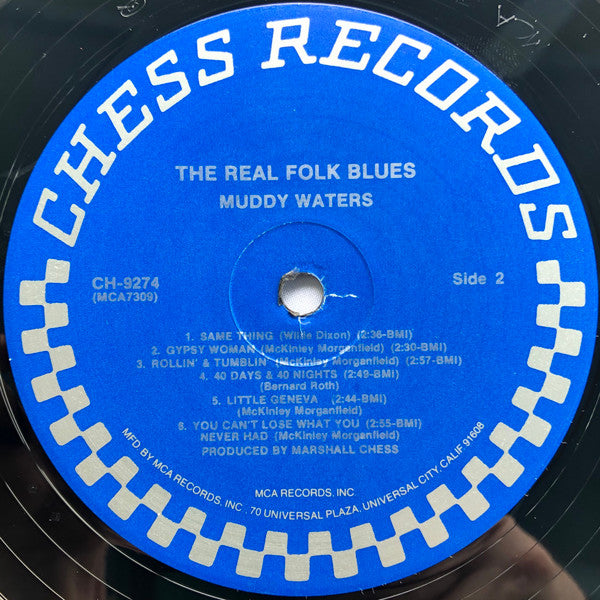 CHESS RECORDS
THE REAL FOLK BLUES
MUDDY WATERS
CH-9274
(MCA7309)
Side 2
1. SAME THING (Willie Dixon) (2:36-BMI)
2. GYPSY WOMAN (McKinley Morganfield) (2:30-BMI)
3. ROLLIN' & TUMBLIN' (McKinley Morganfield) (2:57-BMI)
4. 40 DAYS & 40 NIGHTS (2:49-BMI)
(Bernard Roth)
5. LITTLE GENEVA (2:44-BMI)
(McKinley Morganfield)
6. YOU CAN'T LOSE WHAT YOU (2:55-BMI)
NEVER HAD (McKinley Morganfield)
PRODUCED BY MARSHALL CHESS
MCA RECORDS, INC.
MFD BY MCA RECORDS, INC . 70 UNIVERSAL PLAZA, UNIVERSAL CITY, CALIF. 91608